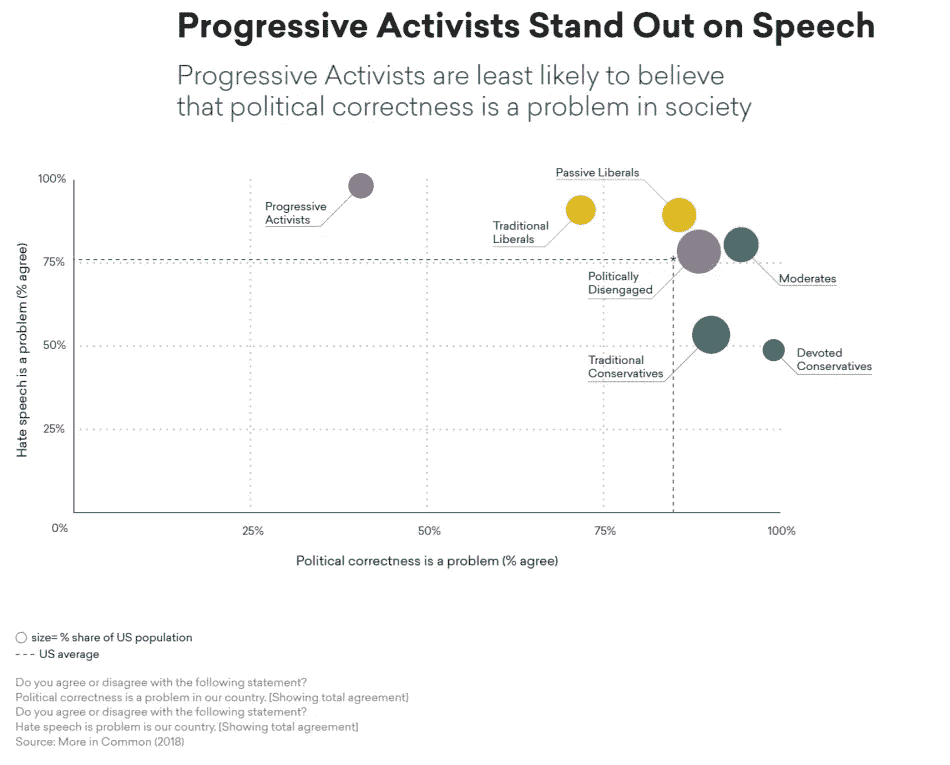 Progressive Activists Stand Out on Speech
Progressive Activists are least likely to believe
that political correctness is a problem in society
Hate speech is a problem (% agree)
100%
75%
50%
25%
0%
Progressive
Activists
Traditional
Liberals
Passive Liberals
Politically
Disengaged
Moderates
Traditional
Conservatives
Devoted
Conservatives
25%
50%
75%
100%
Political correctness is a problem (% agree)
size= % share of US population
--- US average
Do you agree or disagree with the following statement?
Political correctness is a problem in our country. [Showing total agreement]
Do you agree or disagree with the following statement?
Hate speech is problem is our country. [Showing total agreement]
Source: More in Common (2018)